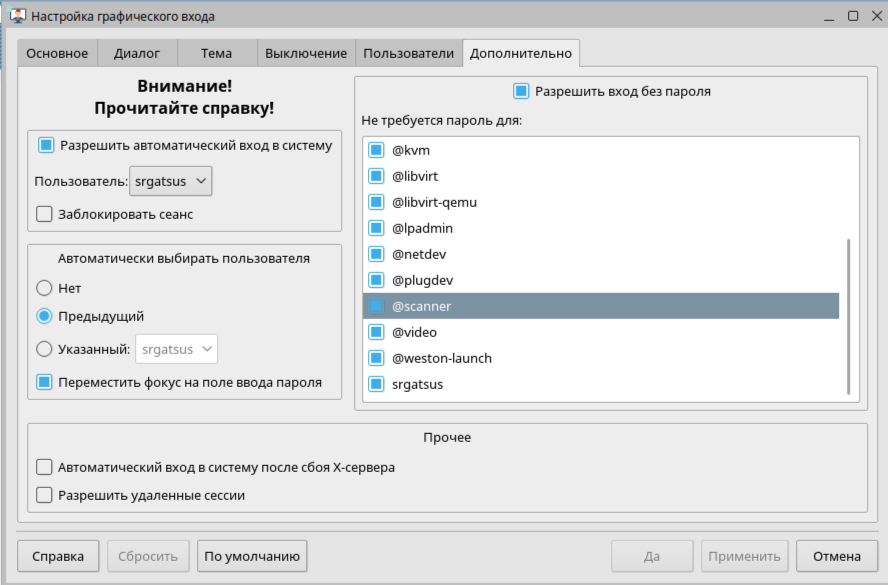 Настройка графического входа
Основное Диалог Тема Выключение Пользователи Дополнительно
Внимание!
Прочитайте справку!
Разрешить автоматический вход в систему
Пользователь: srgatsus
Заблокировать сеанс
Автоматически выбирать пользователя
Нет
Предыдущий
Указанный: srgatsus
Переместить фокус на поле ввода пароля
Разрешить вход без пароля
Не требуется пароль для:
@kvm
@libvirt
@libvirt-qemu
@lpadmin
@netdev
@plugdev
@scanner
@video
@weston-launch
srgatsus
Прочее
Автоматический вход в систему после сбоя X-сервера
Разрешить удаленные сессии
Справка Сбросить По умолчанию Да Применить Отмена